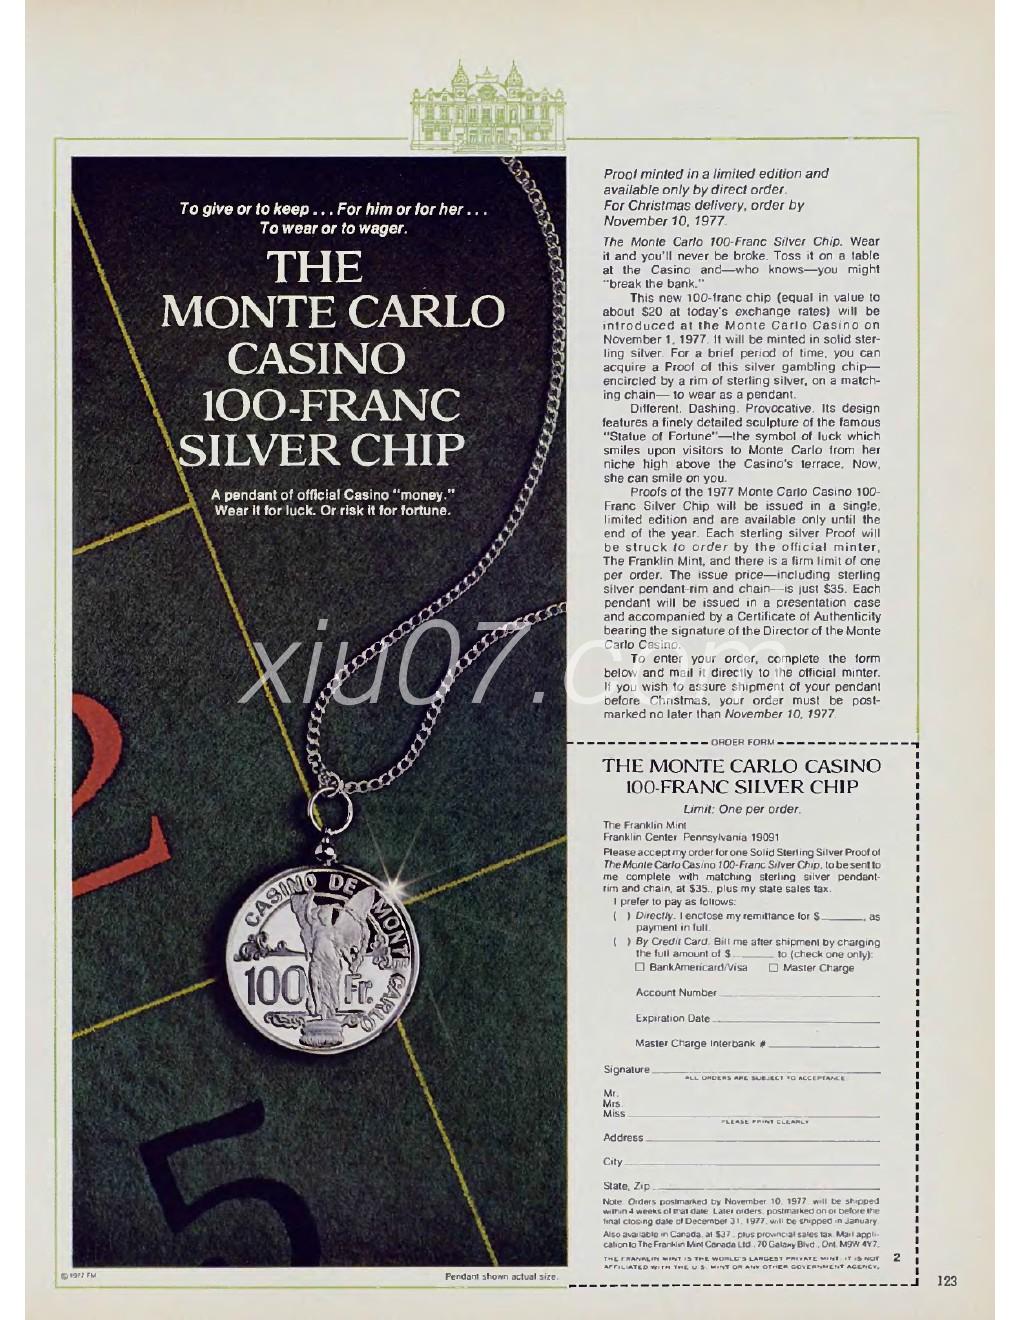 To give or to keep . . . For him or for her . . .
To wear or to wager.
THE
MONTE CARLO
CASINO
100-FRANC
SILVER CHIP
A pendant of official Casino "money."
Wear it for luck. Or risk it for fortune.
CASINO DE MONTE CARLO
100 Fr.
2
5
© 1977 FM
Pendant shown actual size.
Proof minted in a limited edition and
available only by direct order.
For Christmas delivery, order by
November 10, 1977.
The Monte Carlo 100-Franc Silver Chip. Wear
it and you'll never be broke. Toss it on a table
at the Casino and—who knows—you might
"break the bank."
This new 100-franc chip (equal in value to
about $20 at today's exchange rates) will be
introduced at the Monte Carlo Casino on
November 1, 1977. It will be minted in solid ster-
ling silver. For a brief period of time, you can
acquire a Proof of this silver gambling chip—
encircled by a rim of sterling silver, on a match-
ing chain— to wear as a pendant.
Different. Dashing. Provocative. Its design
features a finely detailed sculpture of the famous
"Statue of Fortune"—the symbol of luck which
smiles upon visitors to Monte Carlo from her
niche high above the Casino's terrace. Now,
she can smile on you.
Proofs of the 1977 Monte Carlo Casino 100-
Franc Silver Chip will be issued in a single,
limited edition and are available only until the
end of the year. Each sterling silver Proof will
be struck to order by the official minter,
The Franklin Mint, and there is a firm limit of one
per order. The issue price—including sterling
silver pendant-rim and chain—is just $35. Each
pendant will be issued in a presentation case
and accompanied by a Certificate of Authenticity
bearing the signature of the Director of the Monte
Carlo Casino.
To enter your order, complete the form
below and mail it directly to the official minter.
If you wish to assure shipment of your pendant
before Christmas, your order must be post-
marked no later than November 10, 1977.
xiu07.com
ORDER FORM
THE MONTE CARLO CASINO
100-FRANC SILVER CHIP
Limit: One per order.
The Franklin Mint
Franklin Center, Pennsylvania 19091
Please accept my order for one Solid Sterling Silver Proof of
The Monte Carlo Casino 100-Franc Silver Chip, to be sent to
me complete with matching sterling silver pendant-
rim and chain, at $35., plus my state sales tax.
I prefer to pay as follows:
( ) Directly. I enclose my remittance for $______, as
payment in full.
( ) By Credit Card. Bill me after shipment by charging
the full amount of $______ to (check one only):
☐ BankAmericard/Visa ☐ Master Charge
Account Number
Expiration Date
Master Charge Interbank #
Signature
ALL ORDERS ARE SUBJECT TO ACCEPTANCE
Mr.
Mrs.
Miss
PLEASE PRINT CLEARLY
Address
City
State, Zip
Note: Orders postmarked by November 10, 1977, will be shipped
within 4 weeks of that date. Later orders, postmarked on or before the
final closing date of December 31, 1977, will be shipped in January.
Also available in Canada, at $37., plus provincial sales tax. Mail appli-
cation to The Franklin Mint Canada Ltd., 70 Galaxy Blvd., Ont. M9W 4Y7.
THE FRANKLIN MINT IS THE WORLD'S LARGEST PRIVATE MINT. IT IS NOT
AFFILIATED WITH THE U.S. MINT OR ANY OTHER GOVERNMENT AGENCY.
2
123